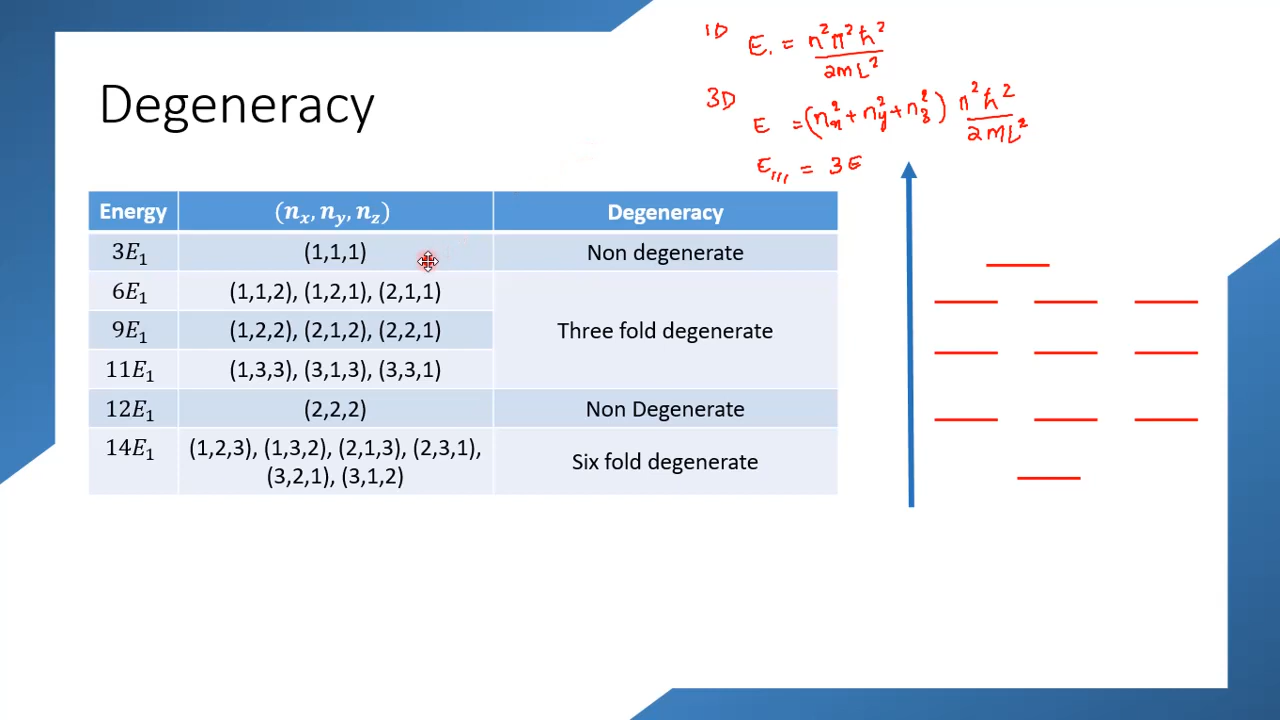 1D E₁ = n²π²ħ² / 2mL²
Degeneracy
3D E = (nₓ² + n_y² + n_z²) π²ħ² / 2mL²
E₁₁₁ = 3E
Energy (nₓ, n_y, n_z) Degeneracy
3E₁ (1,1,1) Non degenerate
6E₁ (1,1,2), (1,2,1), (2,1,1)
9E₁ (1,2,2), (2,1,2), (2,2,1) Three fold degenerate
11E₁ (1,3,3), (3,1,3), (3,3,1)
12E₁ (2,2,2) Non Degenerate
14E₁ (1,2,3), (1,3,2), (2,1,3), (2,3,1),
(3,2,1), (3,1,2) Six fold degenerate